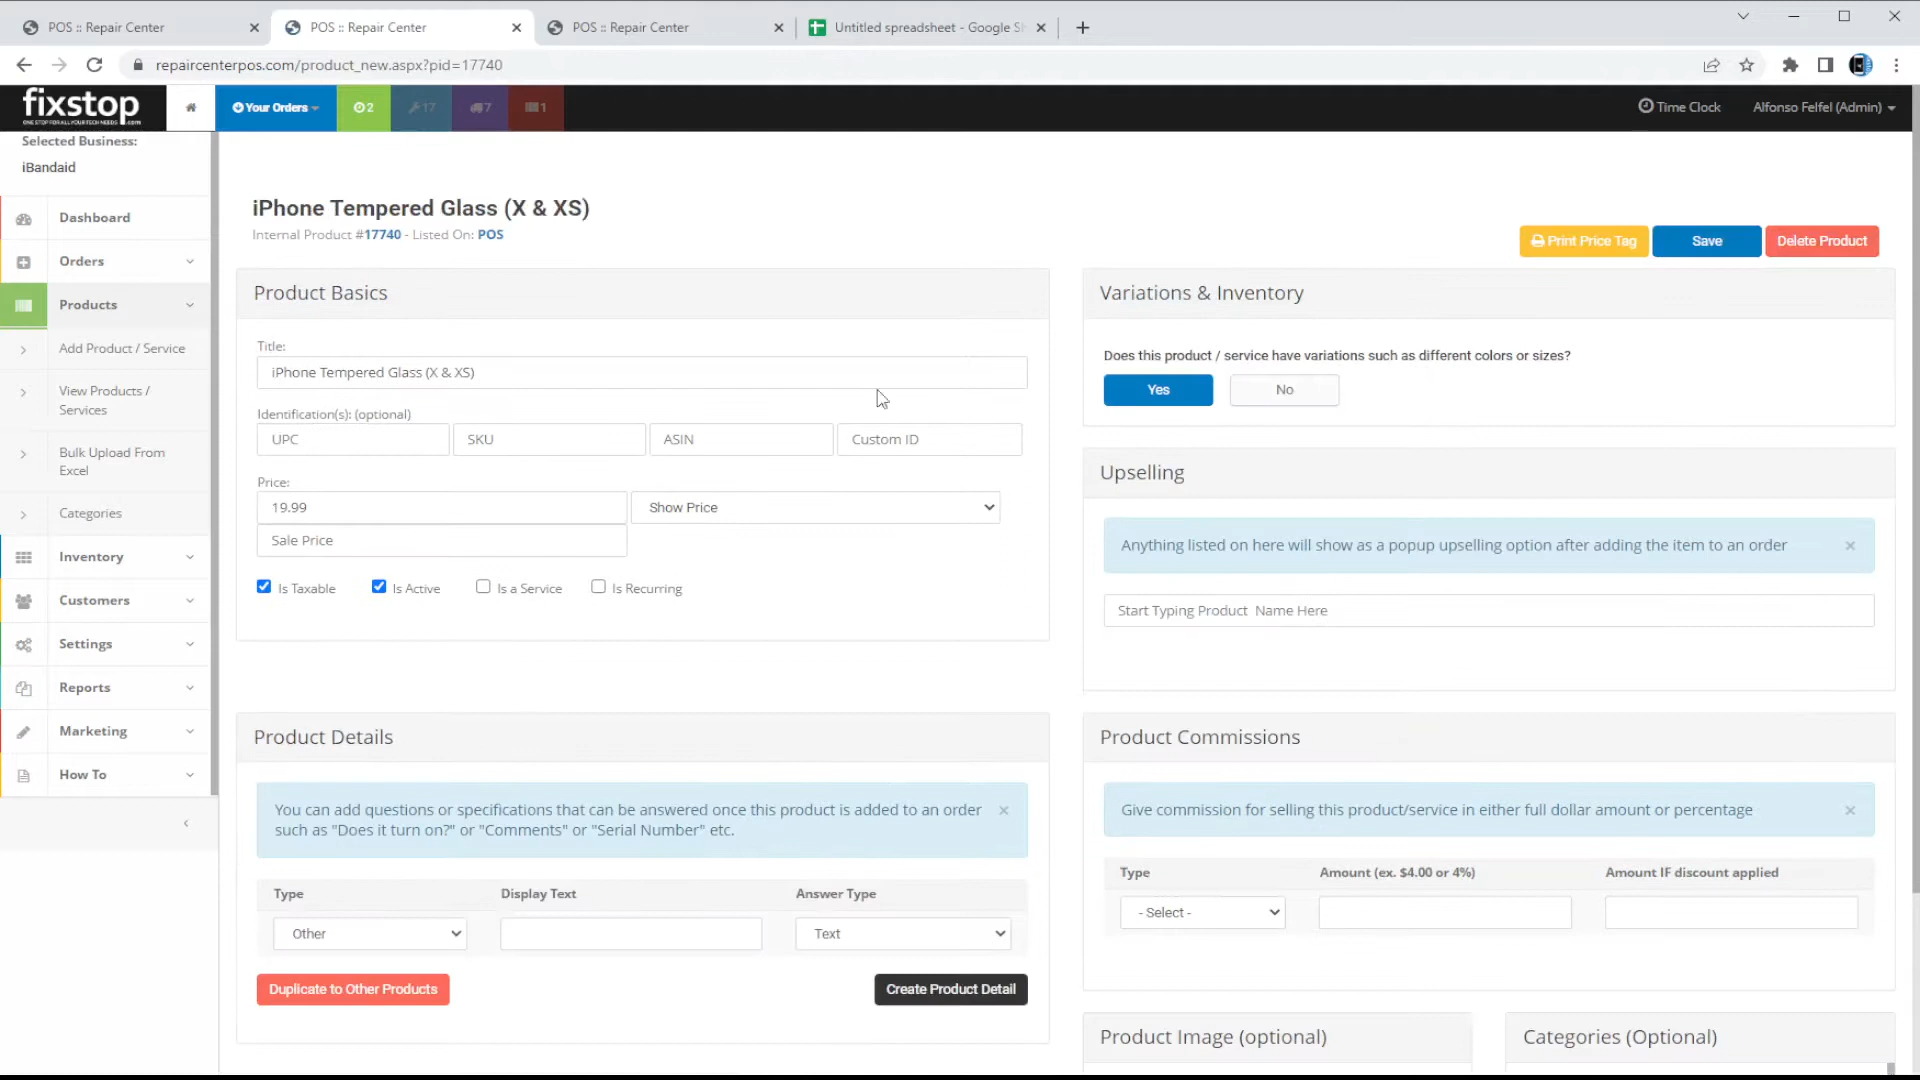 POS :: Repair Center
POS :: Repair Center
POS :: Repair Center
Untitled spreadsheet - Google Sh
repaircenterpos.com/product_new.aspx?pid=17740
fixstop
ONE STOP FOR ALL YOUR TECH NEEDS .com
Your Orders
2
17
7
1
Time Clock
Alfonso Felfel (Admin)
Selected Business:
iBandaid
Dashboard
Orders
Products
Add Product / Service
View Products /
Services
Bulk Upload From
Excel
Categories
Inventory
Customers
Settings
Reports
Marketing
How To
iPhone Tempered Glass (X & XS)
Internal Product #17740 - Listed On: POS
Print Price Tag
Save
Delete Product
Product Basics
Title:
iPhone Tempered Glass (X & XS)
Identification(s): (optional)
UPC
SKU
ASIN
Custom ID
Price:
19.99
Show Price
Sale Price
Is Taxable
Is Active
Is a Service
Is Recurring
Variations & Inventory
Does this product / service have variations such as different colors or sizes?
Yes
No
Upselling
Anything listed on here will show as a popup upselling option after adding the item to an order
Start Typing Product Name Here
Product Details
You can add questions or specifications that can be answered once this product is added to an order
such as "Does it turn on?" or "Comments" or "Serial Number" etc.
Type
Display Text
Answer Type
Other
Text
Duplicate to Other Products
Create Product Detail
Product Commissions
Give commission for selling this product/service in either full dollar amount or percentage
Type
Amount (ex. $4.00 or 4%)
Amount IF discount applied
- Select -
Product Image (optional)
Categories (Optional)